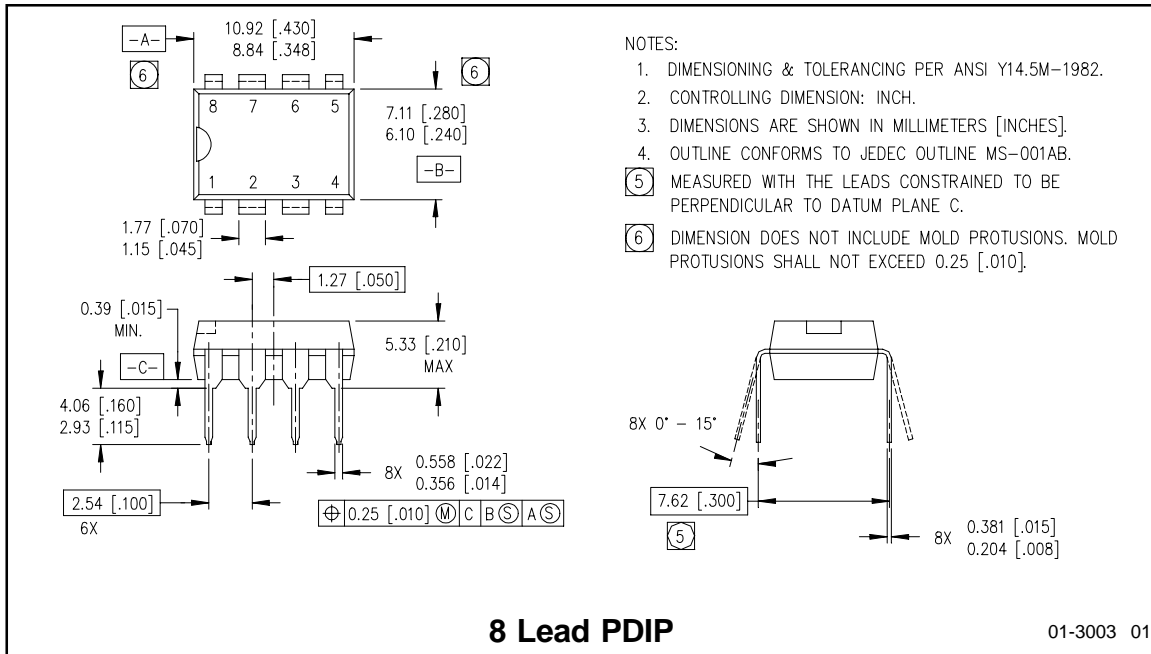 -A-
10.92 [.430]
8.84 [.348]
6
6
8 7 6 5
7.11 [.280]
6.10 [.240]
-B-
1 2 3 4
1.77 [.070]
1.15 [.045]
1.27 [.050]
0.39 [.015]
MIN.
5.33 [.210]
MAX
-C-
4.06 [.160]
2.93 [.115]
8X 0.558 [.022]
0.356 [.014]
2.54 [.100]
6X
⌖ 0.25 [.010] Ⓜ C B Ⓢ A Ⓢ
NOTES:
1. DIMENSIONING & TOLERANCING PER ANSI Y14.5M-1982.
2. CONTROLLING DIMENSION: INCH.
3. DIMENSIONS ARE SHOWN IN MILLIMETERS [INCHES].
4. OUTLINE CONFORMS TO JEDEC OUTLINE MS-001AB.
5 MEASURED WITH THE LEADS CONSTRAINED TO BE
PERPENDICULAR TO DATUM PLANE C.
6 DIMENSION DOES NOT INCLUDE MOLD PROTUSIONS. MOLD
PROTUSIONS SHALL NOT EXCEED 0.25 [.010].
8X 0° - 15°
7.62 [.300]
5
8X 0.381 [.015]
0.204 [.008]
8 Lead PDIP
01-3003 01